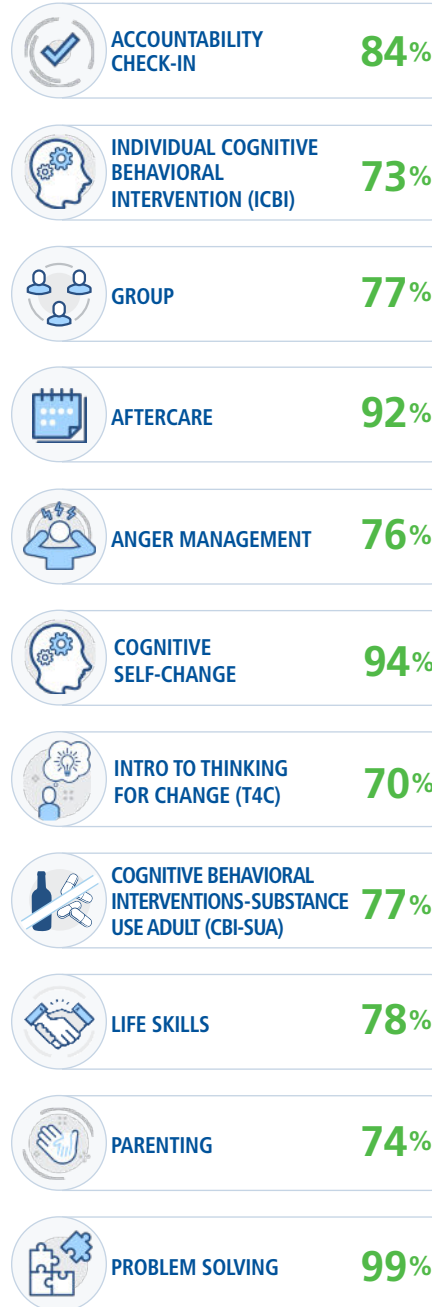 ACCOUNTABILITY
CHECK-IN
84%
INDIVIDUAL COGNITIVE
BEHAVIORAL
INTERVENTION (ICBI)
73%
GROUP
77%
AFTERCARE
92%
ANGER MANAGEMENT
76%
COGNITIVE
SELF-CHANGE
94%
INTRO TO THINKING
FOR CHANGE (T4C)
70%
COGNITIVE BEHAVIORAL
INTERVENTIONS-SUBSTANCE
USE ADULT (CBI-SUA)
77%
LIFE SKILLS
78%
PARENTING
74%
PROBLEM SOLVING
99%